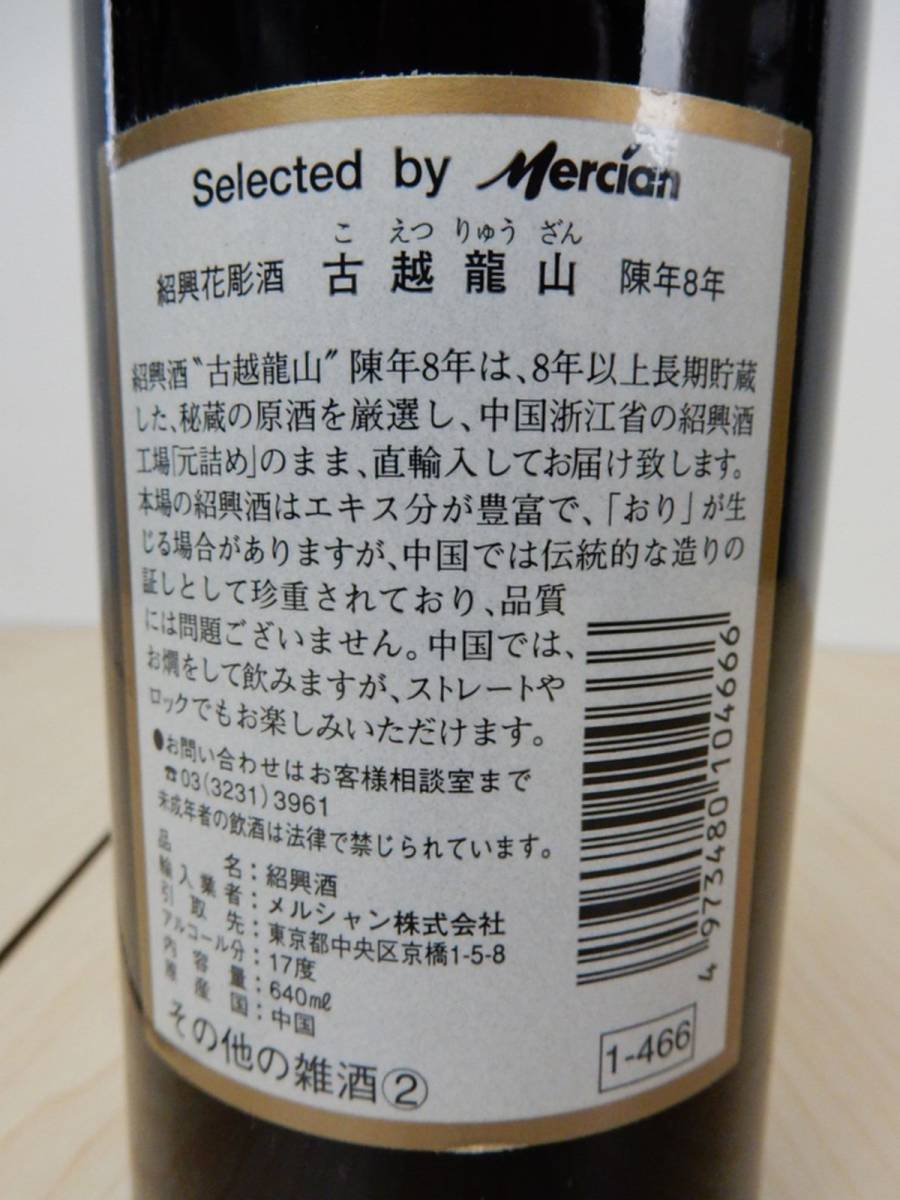 Selected by Mercian
こ えつ りゅう ざん
紹興花彫酒 古越龍山 陳年8年
紹興酒〝古越龍山〟陳年8年は、8年以上長期貯蔵
した、秘蔵の原酒を厳選し、中国浙江省の紹興酒
工場「元詰め」のまま、直輸入してお届け致します。
本場の紹興酒はエキス分が豊富で、「おり」が生
じる場合がありますが、中国では伝統的な造りの
証しとして珍重されており、品質
には問題ございません。中国では、
お燗をして飲みますが、ストレートや
ロックでもお楽しみいただけます。
●お問い合わせはお客様相談室まで
☎03(3231)3961
未成年者の飲酒は法律で禁じられています。
品名：紹興酒
輸入業者：メルシャン株式会社
引取先：東京都中央区京橋1-5-8
アルコール分：17度
内容量：640mℓ
原産国：中国
その他の雑酒②
4973480104666
1-466